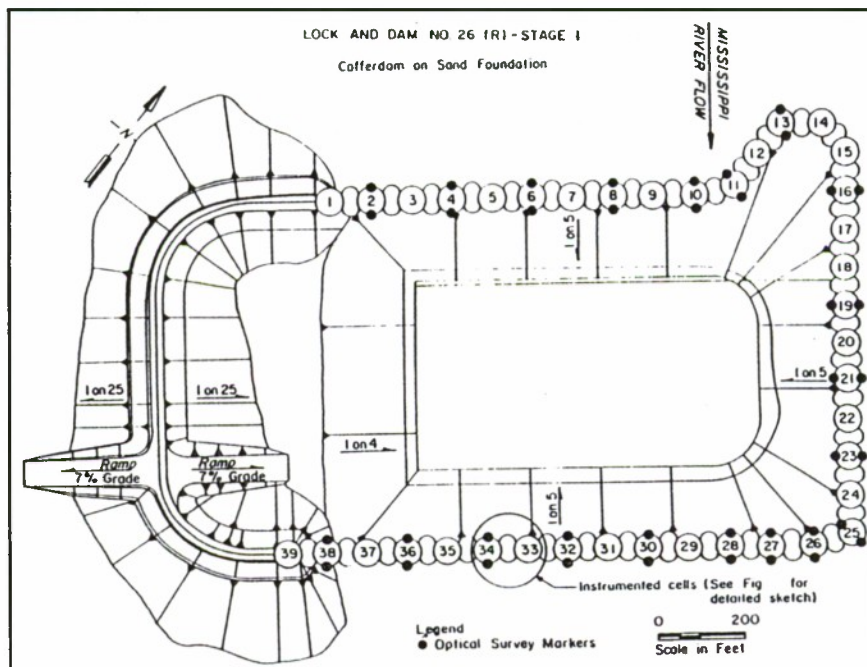 LOCK AND DAM NO. 26 (R) - STAGE 1
Cofferdam on Sand Foundation
MISSISSIPPI
RIVER FLOW
N
1
2
3
4
5
6
7
8
9
10
11
12
13
14
15
16
17
18
19
20
21
22
23
24
25
26
27
28
29
30
31
32
33
34
35
36
37
38
39
1 on 5
1 on 25
1 on 25
1 on 5
1 on 4
1 on 5
Ramp
7% Grade
Ramp
7% Grade
Instrumented cells (See Fig for
detailed sketch)
Legend
Optical Survey Markers
0 200
Scale in Feet